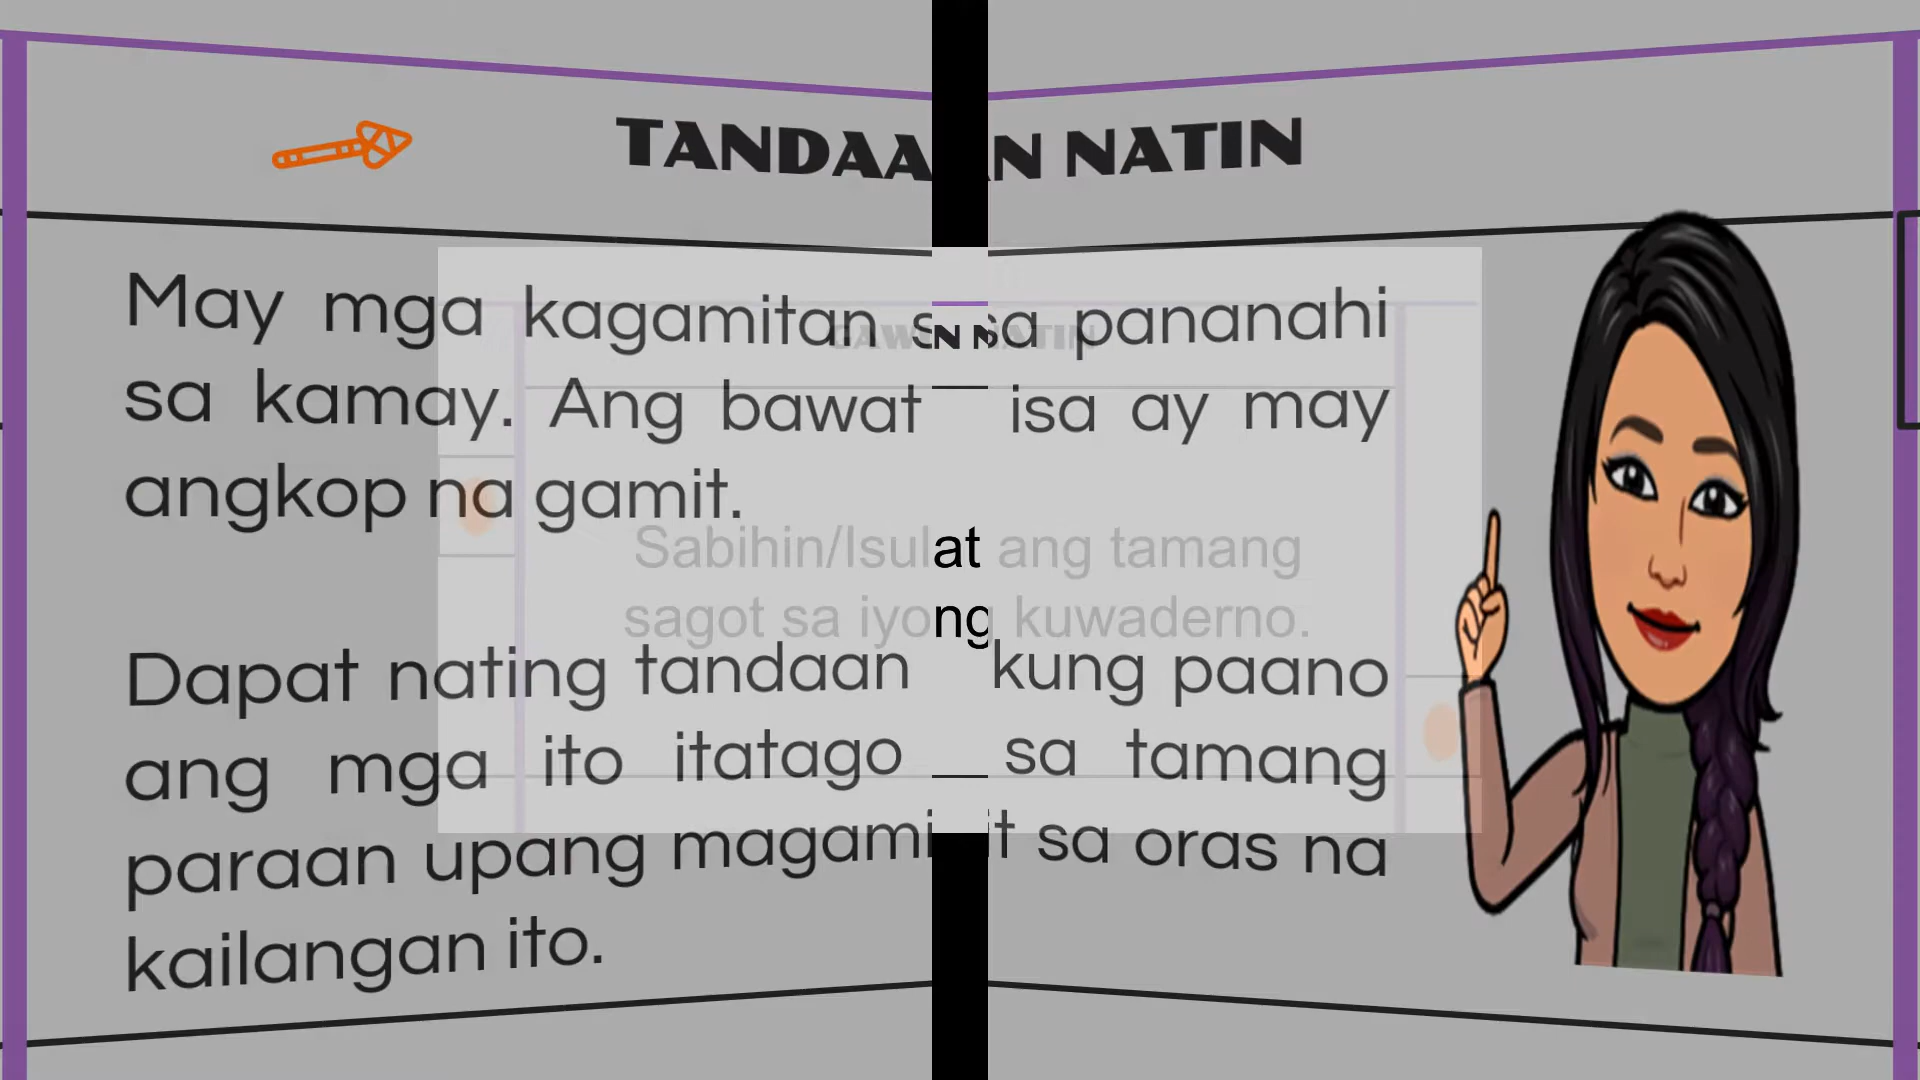 TANDAAN NATIN
May mga kagamitan sa pananahi
sa kamay. Ang bawat isa ay may
angkop na gamit.
Dapat nating tandaan kung paano
ang mga ito itatago sa tamang
paraan upang magamit sa oras na
kailangan ito.
GAWIN NATIN
Sabihin/Isulat ang tamang
sagot sa iyong kuwaderno.